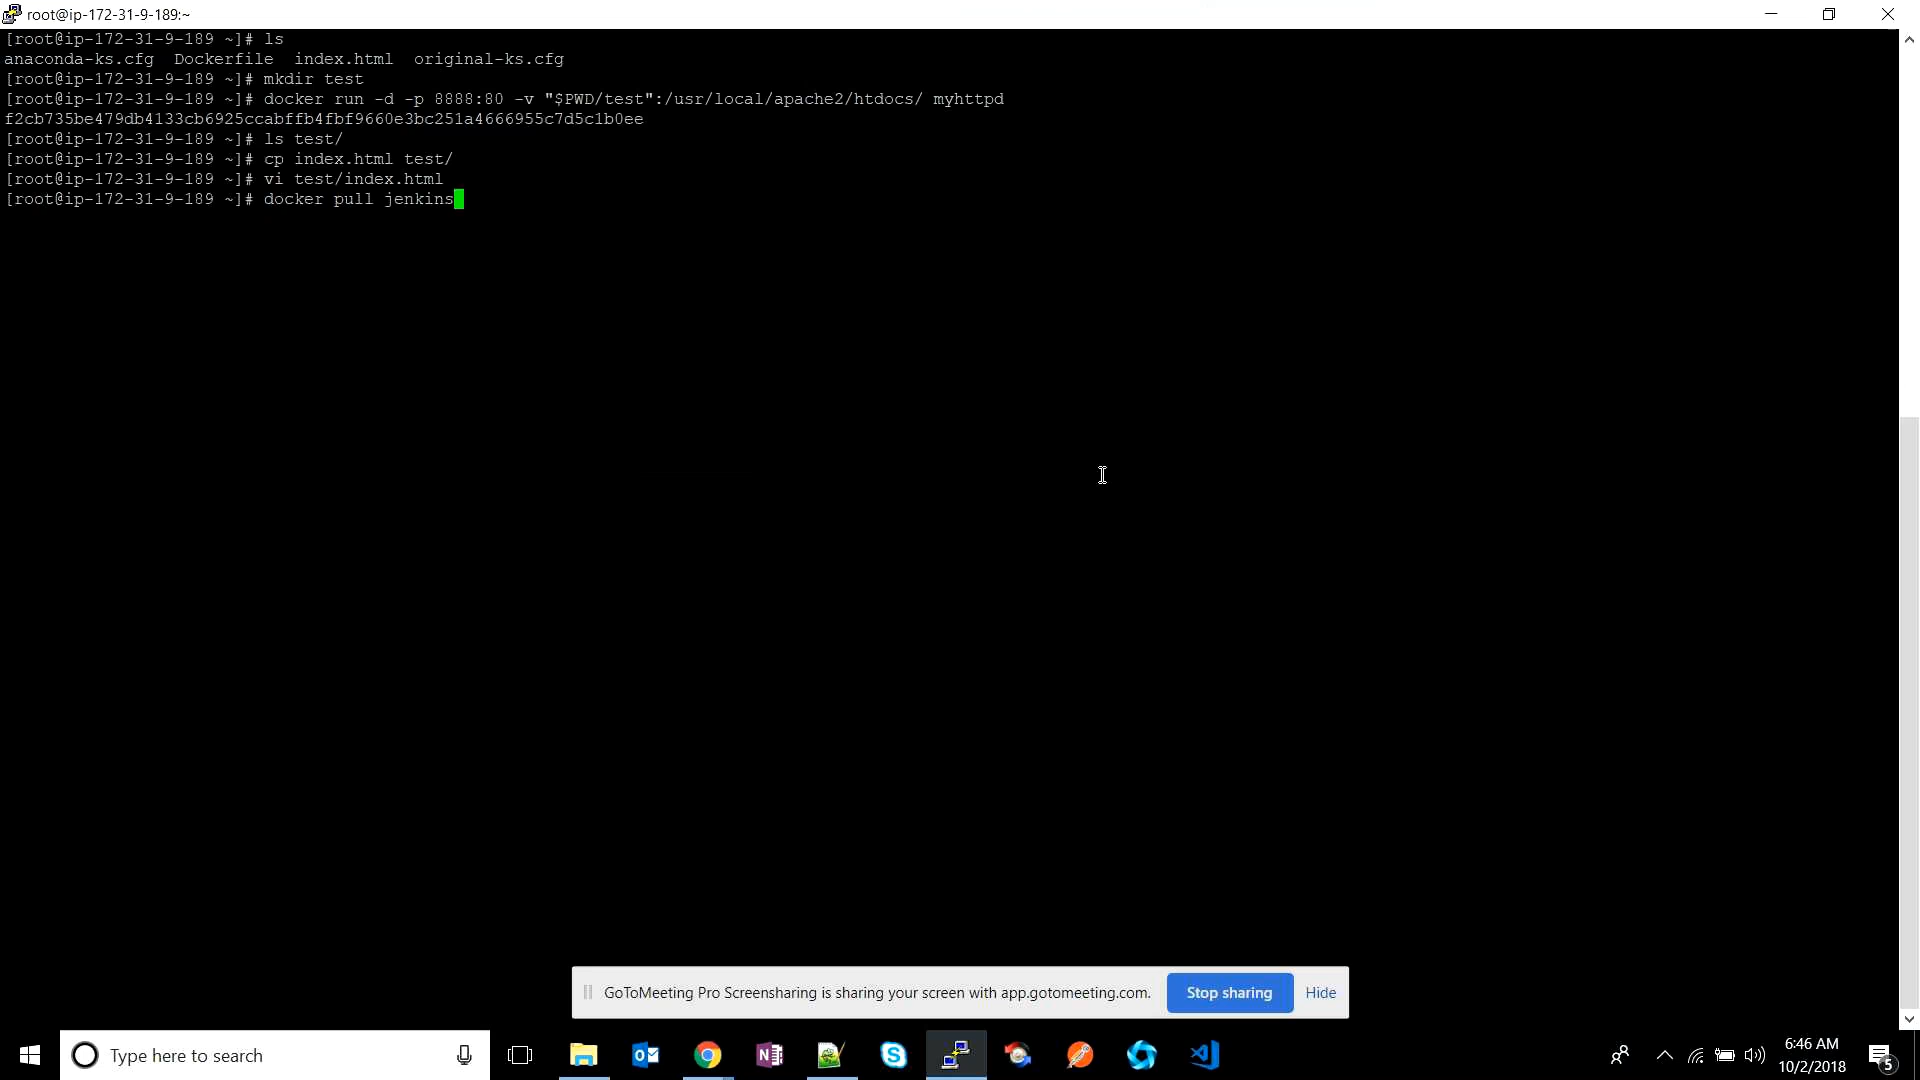 root@ip-172-31-9-189:~
[root@ip-172-31-9-189 ~]# ls
anaconda-ks.cfg  Dockerfile  index.html  original-ks.cfg
[root@ip-172-31-9-189 ~]# mkdir test
[root@ip-172-31-9-189 ~]# docker run -d -p 8888:80 -v "$PWD/test":/usr/local/apache2/htdocs/ myhttpd
f2cb735be479db4133cb6925ccabffb4fbf9660e3bc251a4666955c7d5c1b0ee
[root@ip-172-31-9-189 ~]# ls test/
[root@ip-172-31-9-189 ~]# cp index.html test/
[root@ip-172-31-9-189 ~]# vi test/index.html
[root@ip-172-31-9-189 ~]# docker pull jenkins
GoToMeeting Pro Screensharing is sharing your screen with app.gotomeeting.com. Stop sharing Hide
Type here to search
6:46 AM
10/2/2018
5